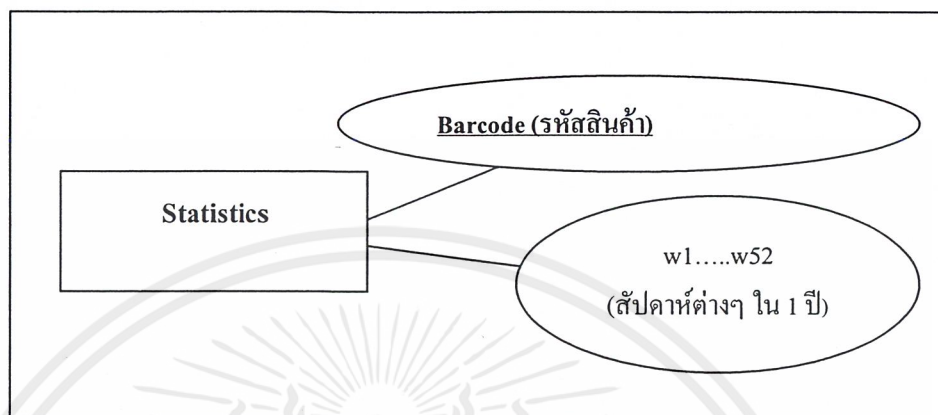 Barcode (รหัสสินค้า)
Statistics
w1.....w52
(สัปดาห์ต่างๆ ใน 1 ปี)